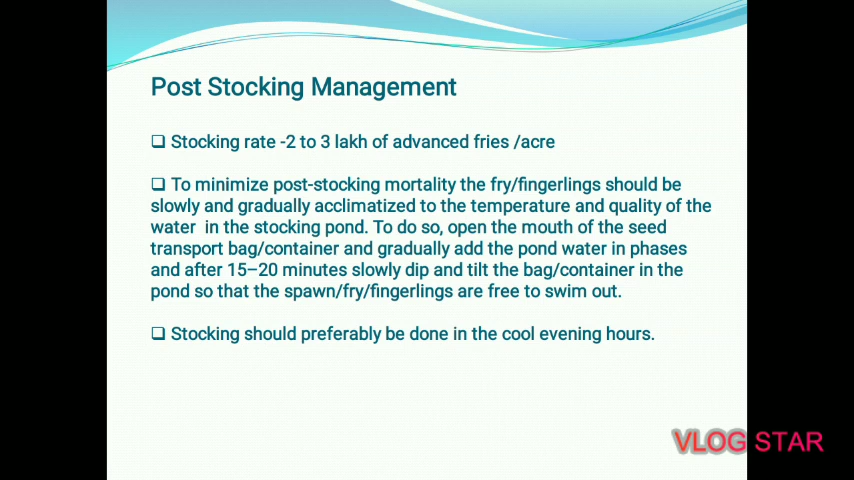 Post Stocking Management
❑ Stocking rate -2 to 3 lakh of advanced fries /acre
❑ To minimize post-stocking mortality the fry/fingerlings should be
slowly and gradually acclimatized to the temperature and quality of the
water  in the stocking pond. To do so, open the mouth of the seed
transport bag/container and gradually add the pond water in phases
and after 15–20 minutes slowly dip and tilt the bag/container in the
pond so that the spawn/fry/fingerlings are free to swim out.
❑ Stocking should preferably be done in the cool evening hours.
VLOG STAR